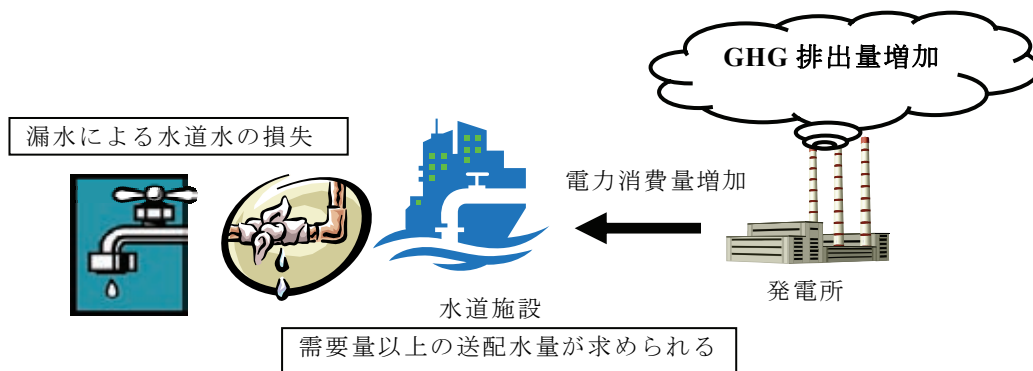 GHG 排出量増加
漏水による水道水の損失
電力消費量増加
発電所
水道施設
需要量以上の送配水量が求められる